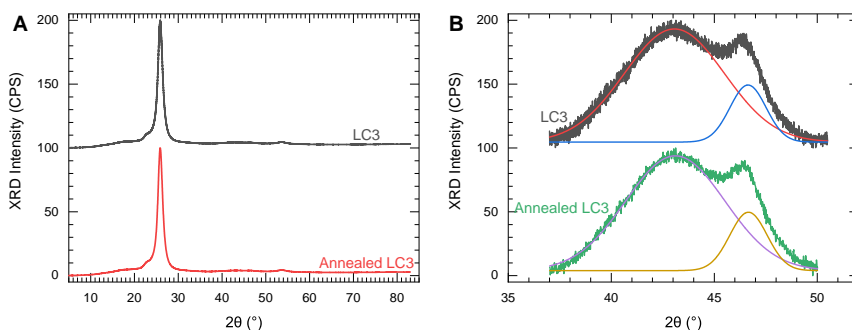 A
XRD Intensity (CPS)
200
150
100
50
0
LC3
Annealed LC3
10 20 30 40 50 60 70 80
2θ (°)
B
XRD Intensity (CPS)
200
150
100
50
0
LC3
Annealed LC3
35 40 45 50
2θ (°)